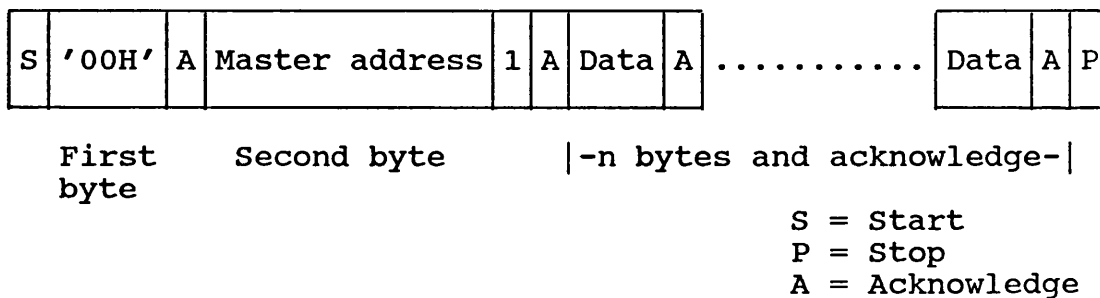 S '00H' A Master address 1 A Data A ........... Data A P
First Second byte |-n bytes and acknowledge-|
byte
S = Start
P = Stop
A = Acknowledge